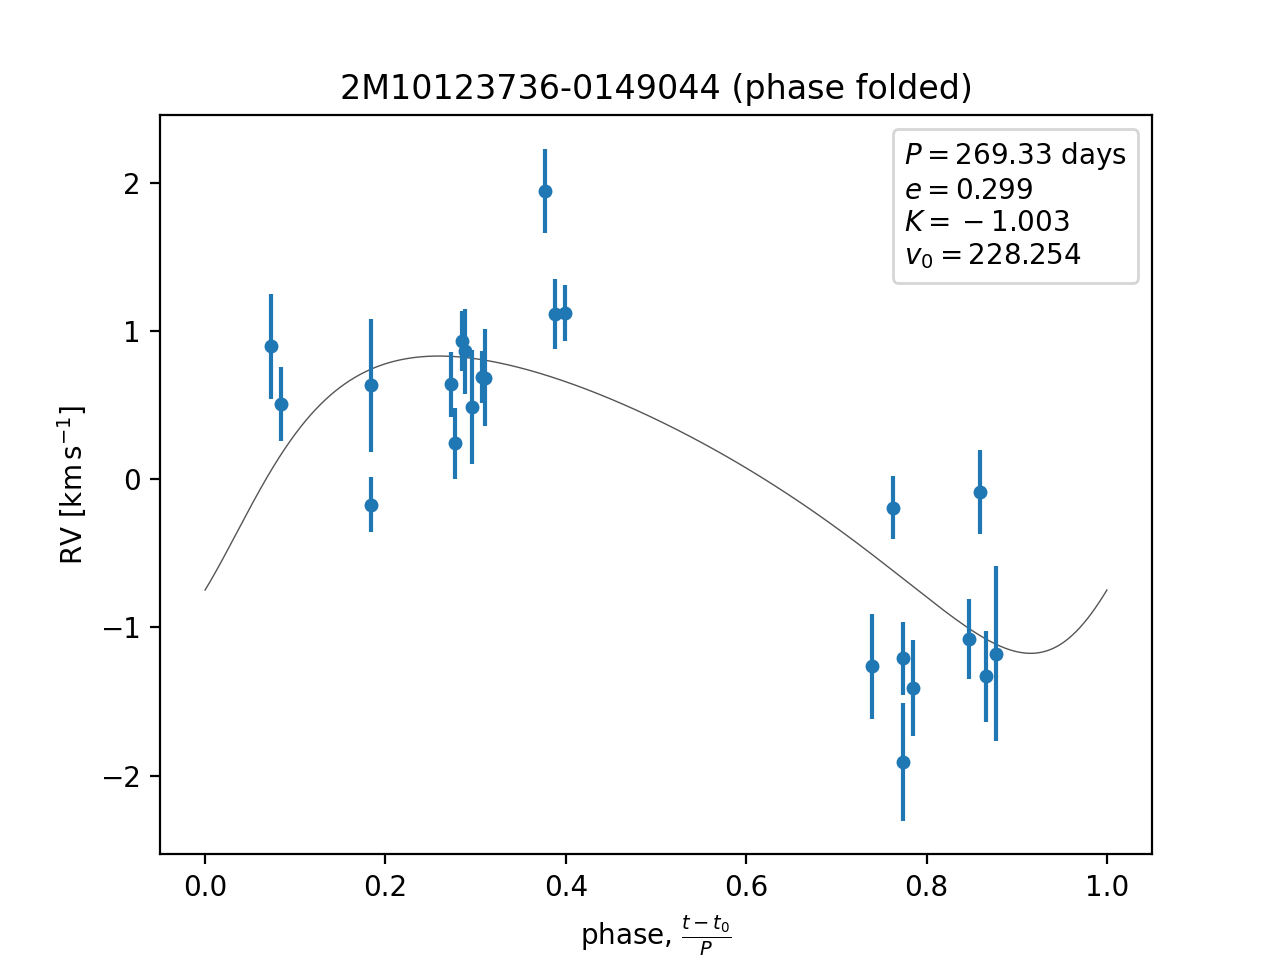 2M10123736-0149044 (phase folded)
P = 269.33 days
e = 0.299
K = −1.003
v₀ = 228.254
2
1
0
−1
−2
RV [km s⁻¹]
0.0 0.2 0.4 0.6 0.8 1.0
phase, (t − t₀)/P